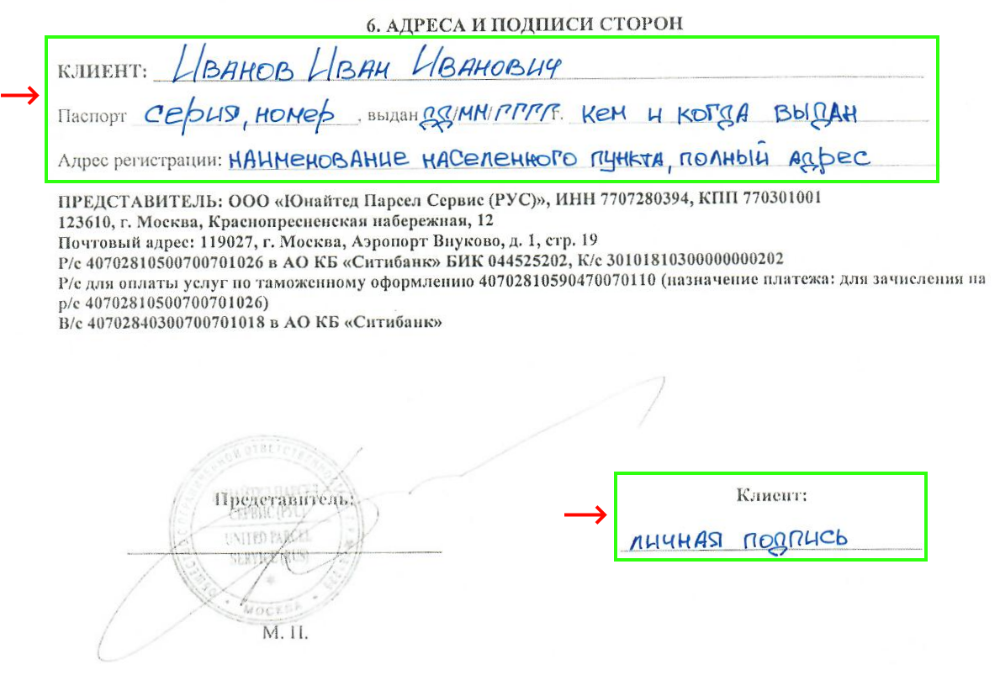 6. АДРЕСА И ПОДПИСИ СТОРОН
КЛИЕНТ: Иванов Иван Иванович
Паспорт серия, номер, выдан ДД/ММ/ГГГГг. кем и когда выдан
Адрес регистрации: наименование населенного пункта, полный адрес
ПРЕДСТАВИТЕЛЬ: ООО «Юнайтед Парсел Сервис (РУС)», ИНН 7707280394, КПП 770301001
123610, г. Москва, Краснопресненская набережная, 12
Почтовый адрес: 119027, г. Москва, Аэропорт Внуково, д. 1, стр. 19
Р/с 40702810500700701026 в АО КБ «Ситибанк» БИК 044525202, К/с 30101810300000000202
Р/с для оплаты услуг по таможенному оформлению 40702810590470070110 (назначение платежа: для зачисления на
р/с 40702810500700701026)
В/с 40702840300700701018 в АО КБ «Ситибанк»
Представитель:
СЕРВИС (РУС)
UNITED PARCEL
SERVICE (RUS)
МОСКВА
М. П.
Клиент:
личная подпись